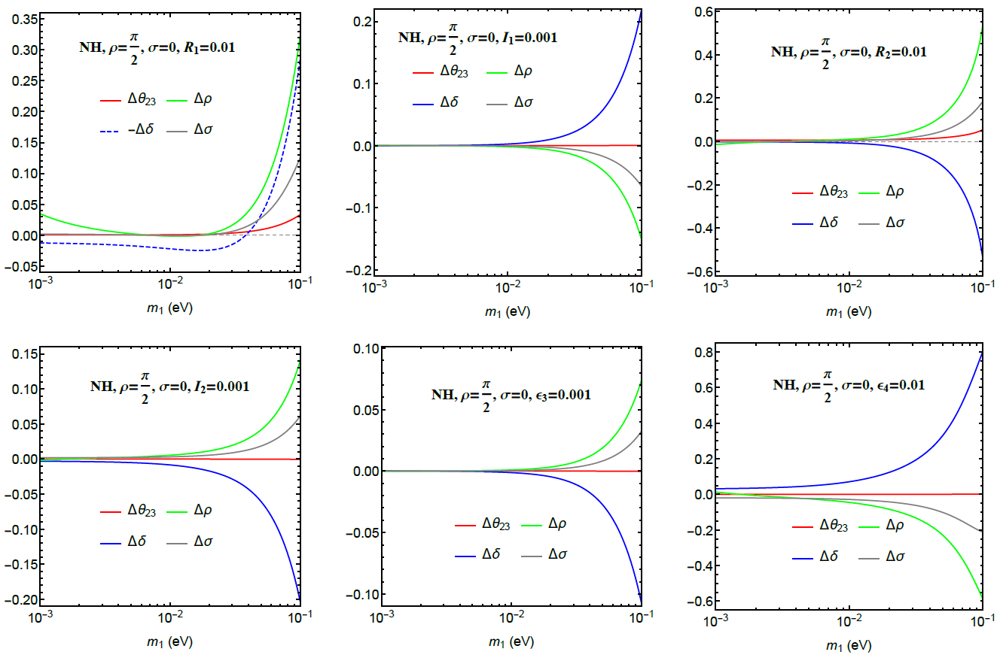 NH, ρ=π/2, σ=0, R1=0.01
Δθ23 Δρ
−Δδ Δσ
0.35
0.30
0.25
0.20
0.15
0.10
0.05
0.00
−0.05
10−3 10−2 10−1
m1 (eV)
NH, ρ=π/2, σ=0, I1=0.001
Δθ23 Δρ
Δδ Δσ
0.2
0.1
0.0
−0.1
−0.2
10−3 10−2 10−1
m1 (eV)
NH, ρ=π/2, σ=0, R2=0.01
Δθ23 Δρ
Δδ Δσ
0.6
0.4
0.2
0.0
−0.2
−0.4
−0.6
10−3 10−2 10−1
m1 (eV)
NH, ρ=π/2, σ=0, I2=0.001
Δθ23 Δρ
Δδ Δσ
0.15
0.10
0.05
0.00
−0.05
−0.10
−0.15
−0.20
10−3 10−2 10−1
m1 (eV)
NH, ρ=π/2, σ=0, ϵ3=0.001
Δθ23 Δρ
Δδ Δσ
0.10
0.05
0.00
−0.05
−0.10
10−3 10−2 10−1
m1 (eV)
NH, ρ=π/2, σ=0, ϵ4=0.01
Δθ23 Δρ
Δδ Δσ
0.8
0.6
0.4
0.2
0.0
−0.2
−0.4
−0.6
10−3 10−2 10−1
m1 (eV)